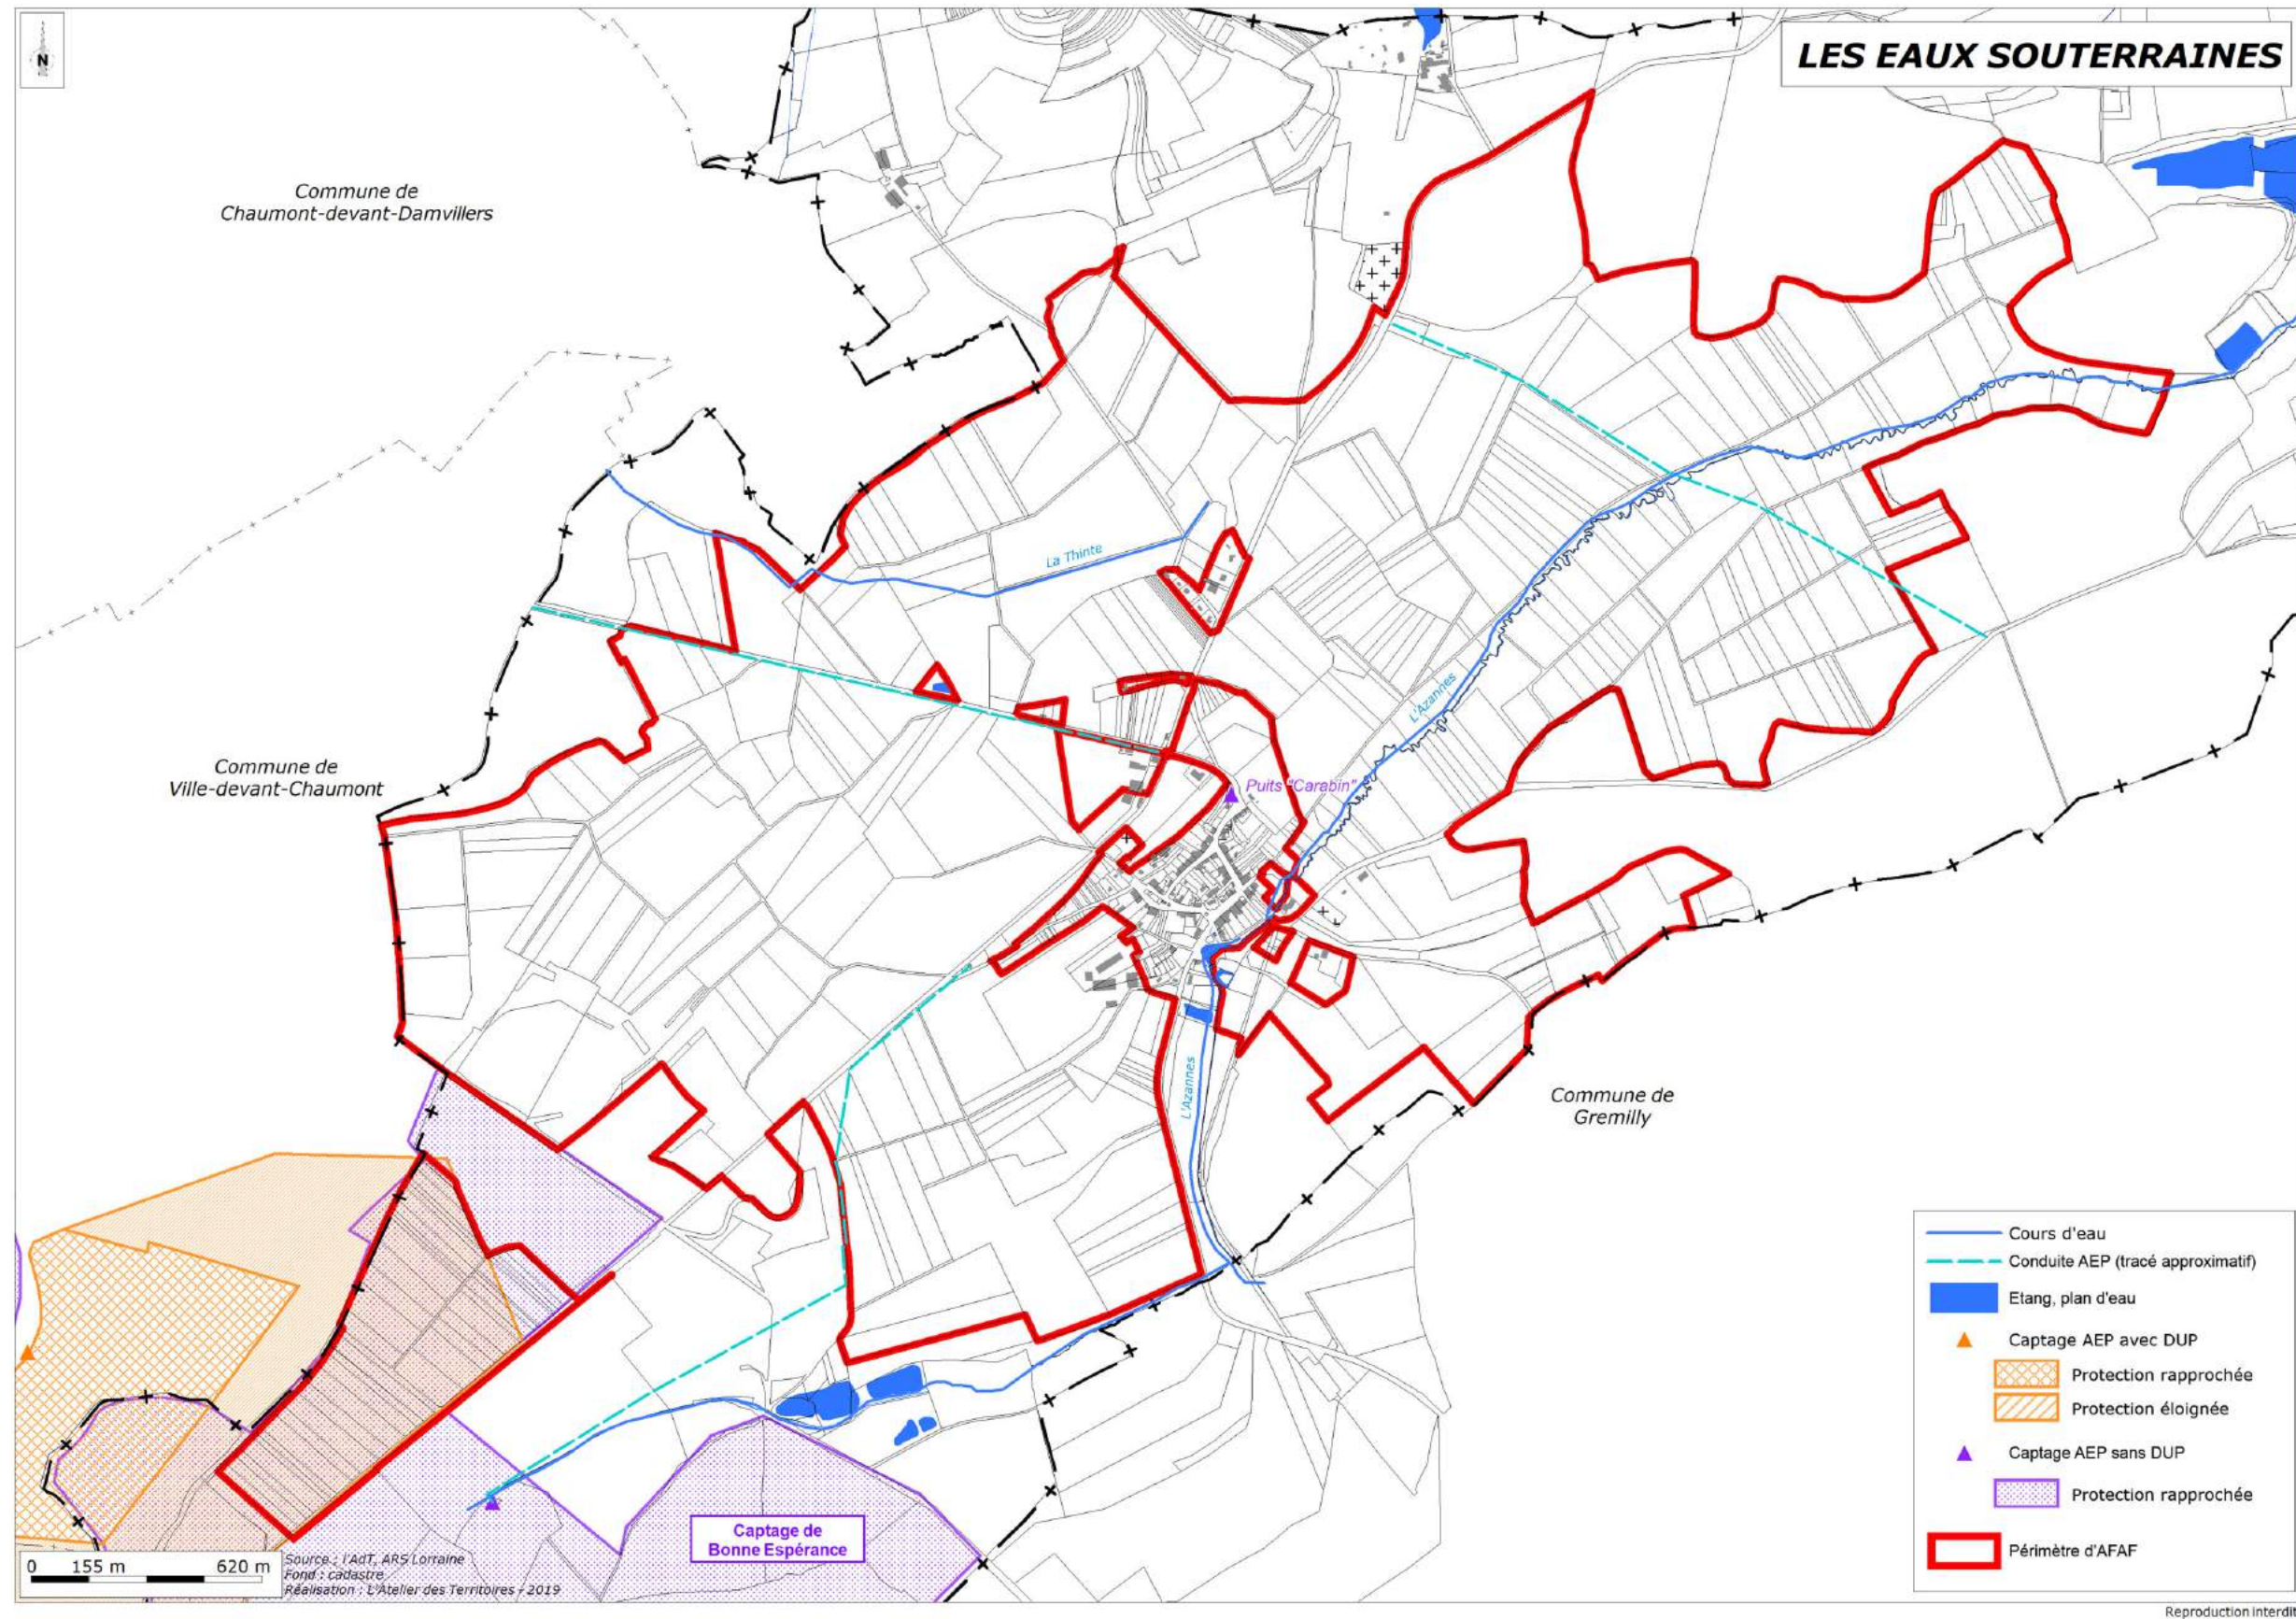 N
LES EAUX SOUTERRAINES
Commune de
Chaumont-devant-Damvillers
La Thinte
L'Azannes
Commune de
Ville-devant-Chaumont
Puits "Carabin"
L'Azannes
Commune de
Gremilly
Captage de
Bonne Espérance
Cours d'eau
Conduite AEP (tracé approximatif)
Etang, plan d'eau
Captage AEP avec DUP
Protection rapprochée
Protection éloignée
Captage AEP sans DUP
Protection rapprochée
Périmètre d'AFAF
0 155 m 620 m
Source : l'AdT, ARS Lorraine
Fond : cadastre
Réalisation : L'Atelier des Territoires - 2019
Reproduction interdit